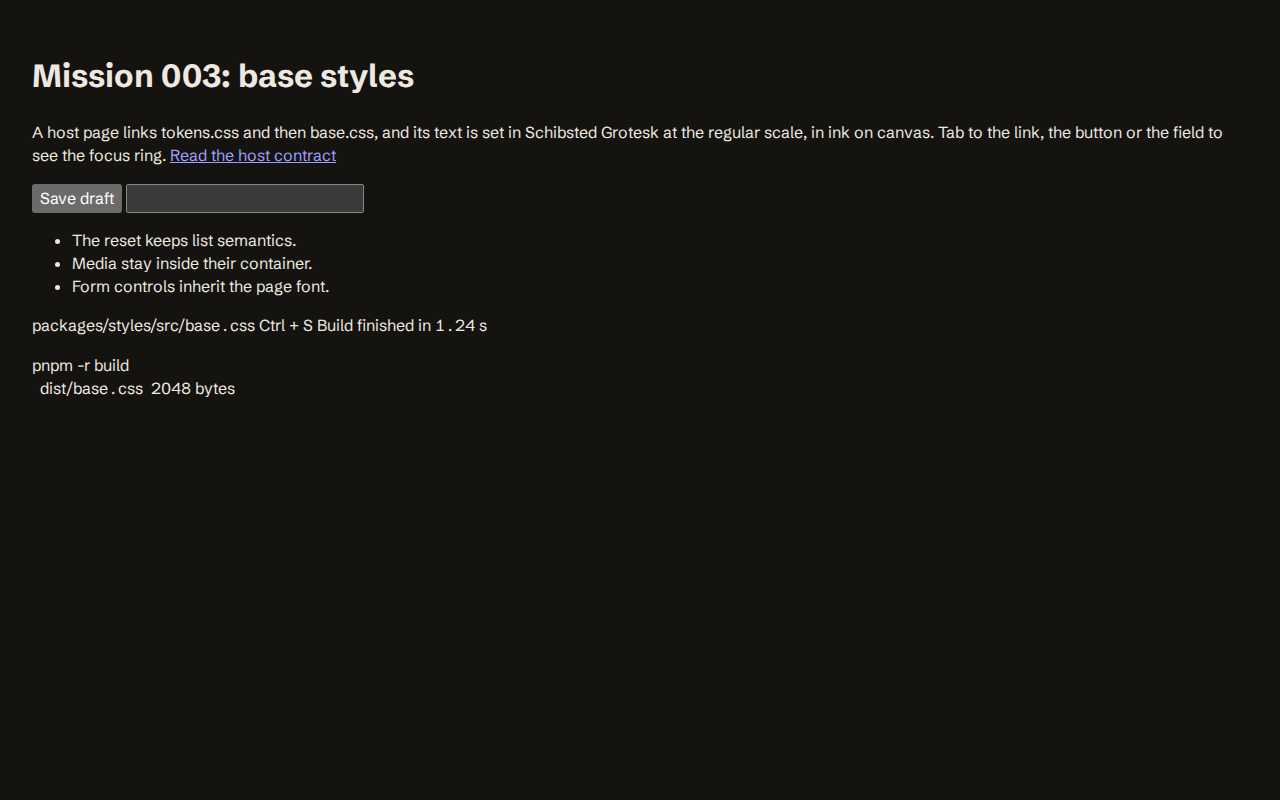 Mission 003: base styles
A host page links tokens.css and then base.css, and its text is set in Schibsted Grotesk at the regular scale, in ink on canvas. Tab to the link, the button or the field to
see the focus ring. Read the host contract
Save draft
• The reset keeps list semantics.
• Media stay inside their container.
• Form controls inherit the page font.
packages/styles/src/base.css Ctrl + S Build finished in 1.24 s
pnpm -r build
  dist/base.css  2048 bytes